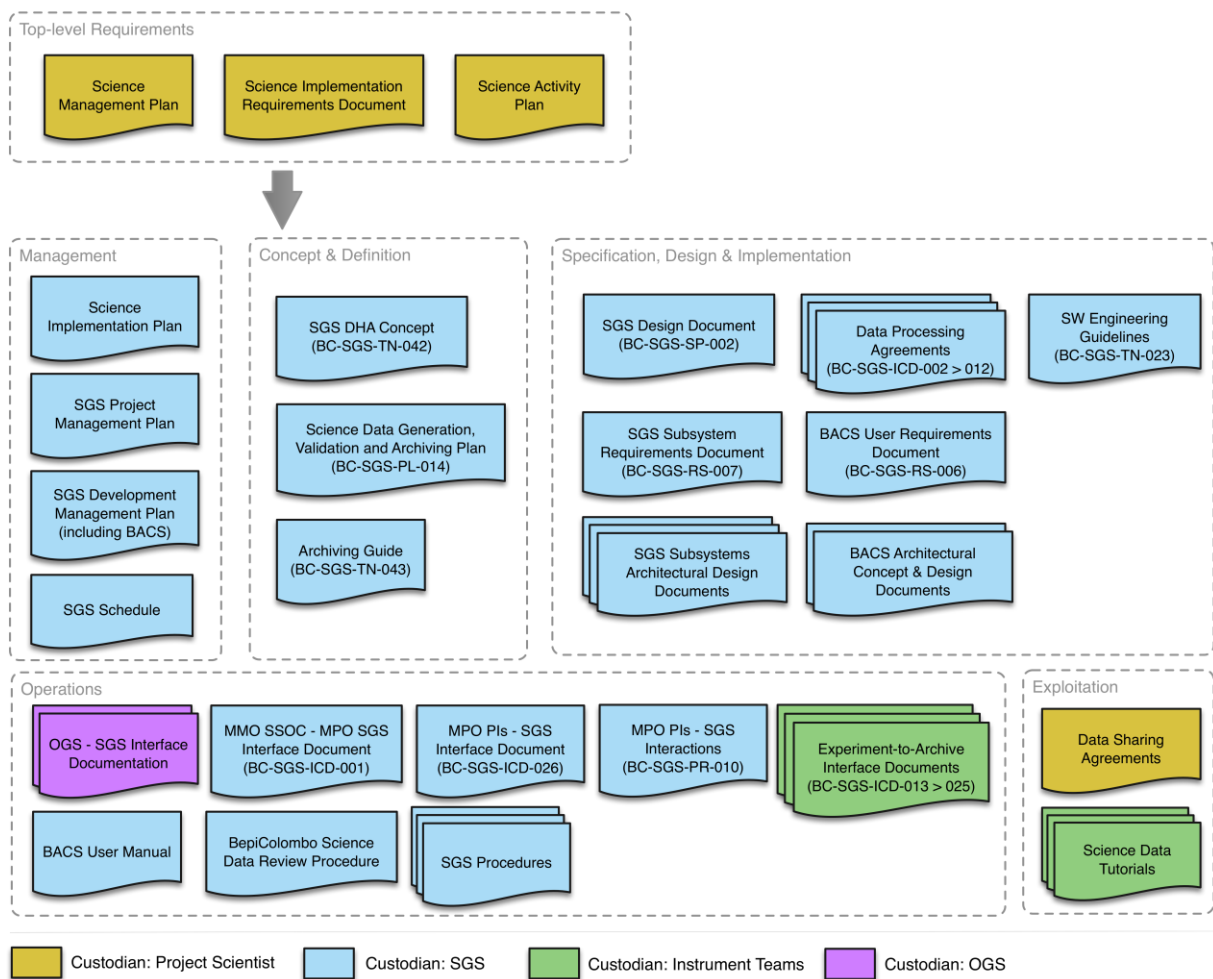 Top-level Requirements
Science
Management Plan
Science Implementation
Requirements Document
Science Activity
Plan
Management
Science
Implementation Plan
SGS Project
Management Plan
SGS Development
Management Plan
(including BACS)
SGS Schedule
Concept & Definition
SGS DHA Concept
(BC-SGS-TN-042)
Science Data Generation,
Validation and Archiving Plan
(BC-SGS-PL-014)
Archiving Guide
(BC-SGS-TN-043)
Specification, Design & Implementation
SGS Design Document
(BC-SGS-SP-002)
Data Processing
Agreements
(BC-SGS-ICD-002 > 012)
SW Engineering
Guidelines
(BC-SGS-TN-023)
SGS Subsystem
Requirements Document
(BC-SGS-RS-007)
BACS User Requirements
Document
(BC-SGS-RS-006)
SGS Subsystems
Architectural Design
Documents
BACS Architectural
Concept & Design
Documents
Operations
OGS - SGS Interface
Documentation
MMO SSOC - MPO SGS
Interface Document
(BC-SGS-ICD-001)
MPO PIs - SGS
Interface Document
(BC-SGS-ICD-026)
MPO PIs - SGS
Interactions
(BC-SGS-PR-010)
Experiment-to-Archive
Interface Documents
(BC-SGS-ICD-013 > 025)
BACS User Manual
BepiColombo Science
Data Review Procedure
SGS Procedures
Exploitation
Data Sharing
Agreements
Science Data
Tutorials
Custodian: Project Scientist
Custodian: SGS
Custodian: Instrument Teams
Custodian: OGS